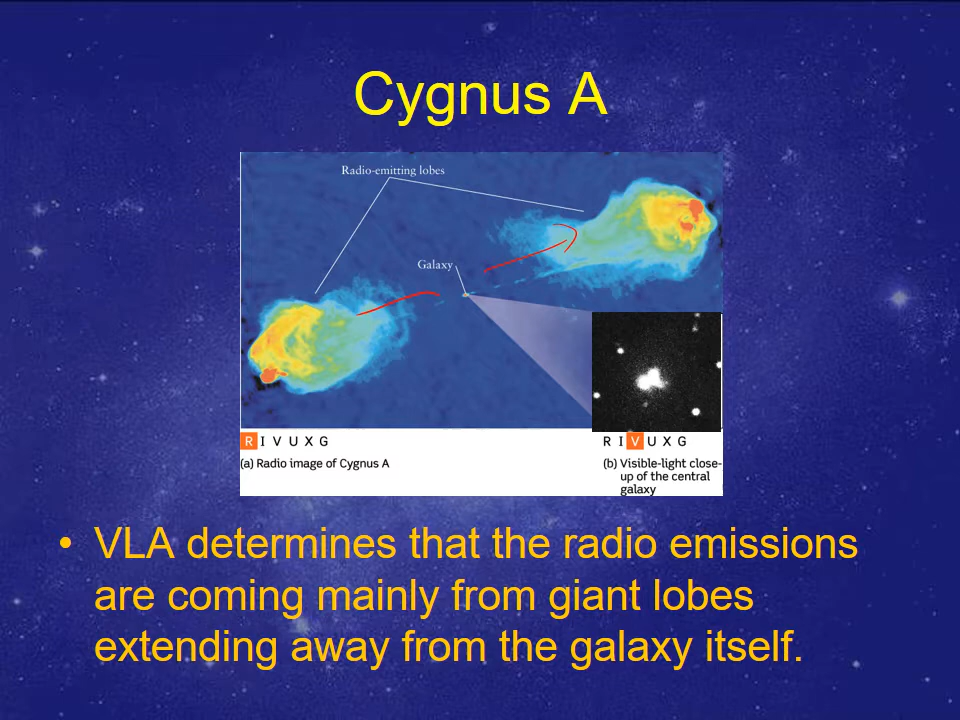 Cygnus A
Radio-emitting lobes
Galaxy
R I V U X G
(a) Radio image of Cygnus A
R I V U X G
(b) Visible-light close-
up of the central
galaxy
• VLA determines that the radio emissions
are coming mainly from giant lobes
extending away from the galaxy itself.